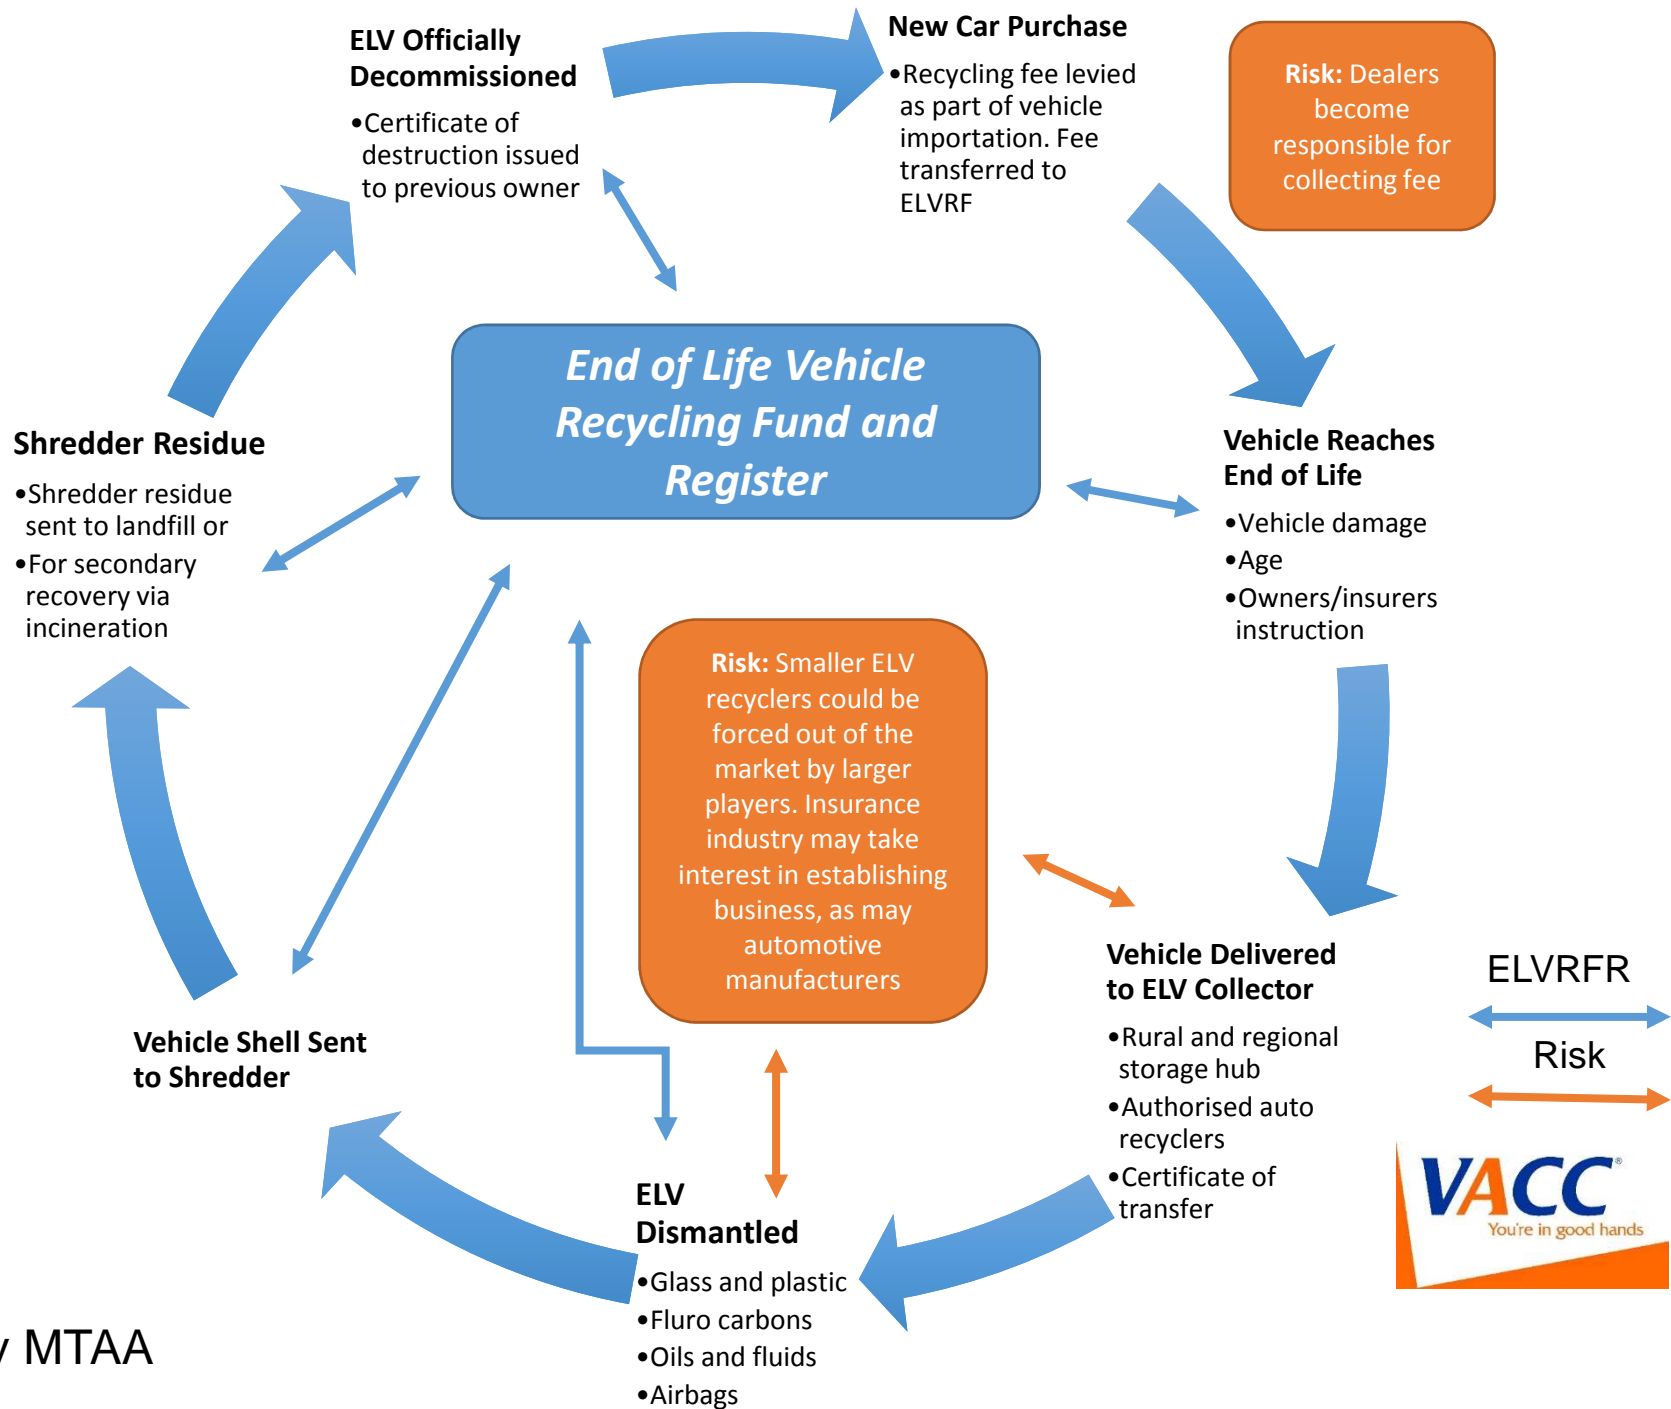 ELV Officially
Decommissioned
•Certificate of
destruction issued
to previous owner
New Car Purchase
•Recycling fee levied
as part of vehicle
importation. Fee
transferred to
ELVRF
Risk: Dealers
become
responsible for
collecting fee
End of Life Vehicle
Recycling Fund and
Register
Shredder Residue
•Shredder residue
sent to landfill or
•For secondary
recovery via
incineration
Vehicle Reaches
End of Life
•Vehicle damage
•Age
•Owners/insurers
instruction
Risk: Smaller ELV
recyclers could be
forced out of the
market by larger
players. Insurance
industry may take
interest in establishing
business, as may
automotive
manufacturers
Vehicle Delivered
to ELV Collector
•Rural and regional
storage hub
•Authorised auto
recyclers
•Certificate of
transfer
ELVRFR
Risk
Vehicle Shell Sent
to Shredder
VACC®
You're in good hands
ELV
Dismantled
•Glass and plastic
•Fluro carbons
•Oils and fluids
•Airbags
MTAA